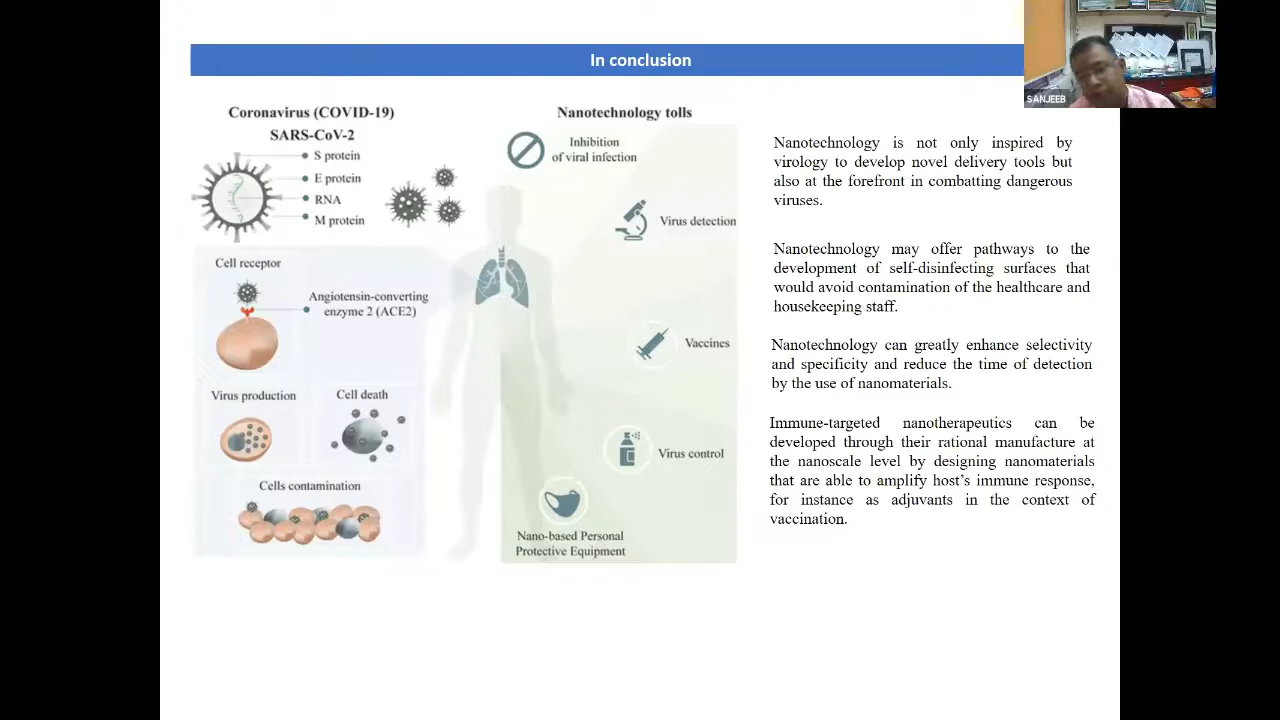 In conclusion
SANJEEB
Coronavirus (COVID-19)
SARS-CoV-2
S protein
E protein
RNA
M protein
Cell receptor
Angiotensin-converting
enzyme 2 (ACE2)
Virus production
Cell death
Cells contamination
Nanotechnology tolls
Inhibition
of viral infection
Virus detection
Vaccines
Virus control
Nano-based Personal
Protective Equipment
Nanotechnology is not only inspired by
virology to develop novel delivery tools but
also at the forefront in combatting dangerous
viruses.
Nanotechnology may offer pathways to the
development of self-disinfecting surfaces that
would avoid contamination of the healthcare and
housekeeping staff.
Nanotechnology can greatly enhance selectivity
and specificity and reduce the time of detection
by the use of nanomaterials.
Immune-targeted nanotherapeutics can be
developed through their rational manufacture at
the nanoscale level by designing nanomaterials
that are able to amplify host's immune response,
for instance as adjuvants in the context of
vaccination.